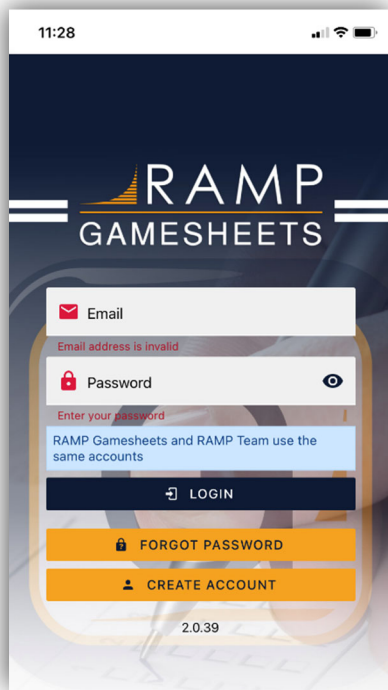 11:28
RAMP
GAMESHEETS
Email
Email address is invalid
Password
Enter your password
RAMP Gamesheets and RAMP Team use the
same accounts
LOGIN
FORGOT PASSWORD
CREATE ACCOUNT
2.0.39